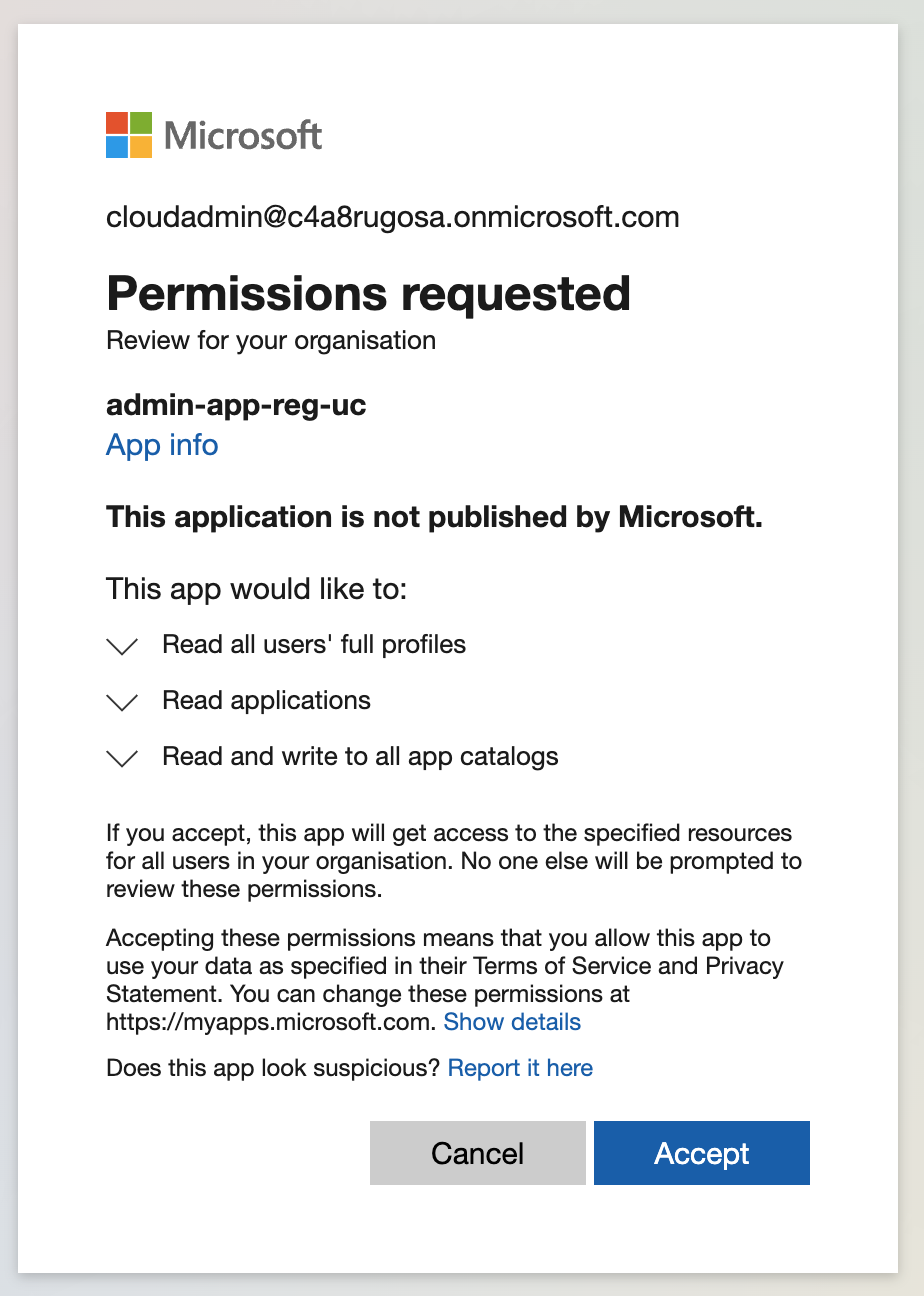 Microsoft
cloudadmin@c4a8rugosa.onmicrosoft.com
Permissions requested
Review for your organisation
admin-app-reg-uc
App info
This application is not published by Microsoft.
This app would like to:
Read all users' full profiles
Read applications
Read and write to all app catalogs
If you accept, this app will get access to the specified resources
for all users in your organisation. No one else will be prompted to
review these permissions.
Accepting these permissions means that you allow this app to
use your data as specified in their Terms of Service and Privacy
Statement. You can change these permissions at
https://myapps.microsoft.com. Show details
Does this app look suspicious? Report it here
Cancel Accept